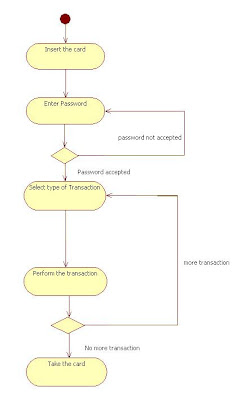 Insert the card
Enter Password
password not accepted
Password accepted
Select type of Transaction
more transaction
Perform the transaction
No more transaction
Take the card